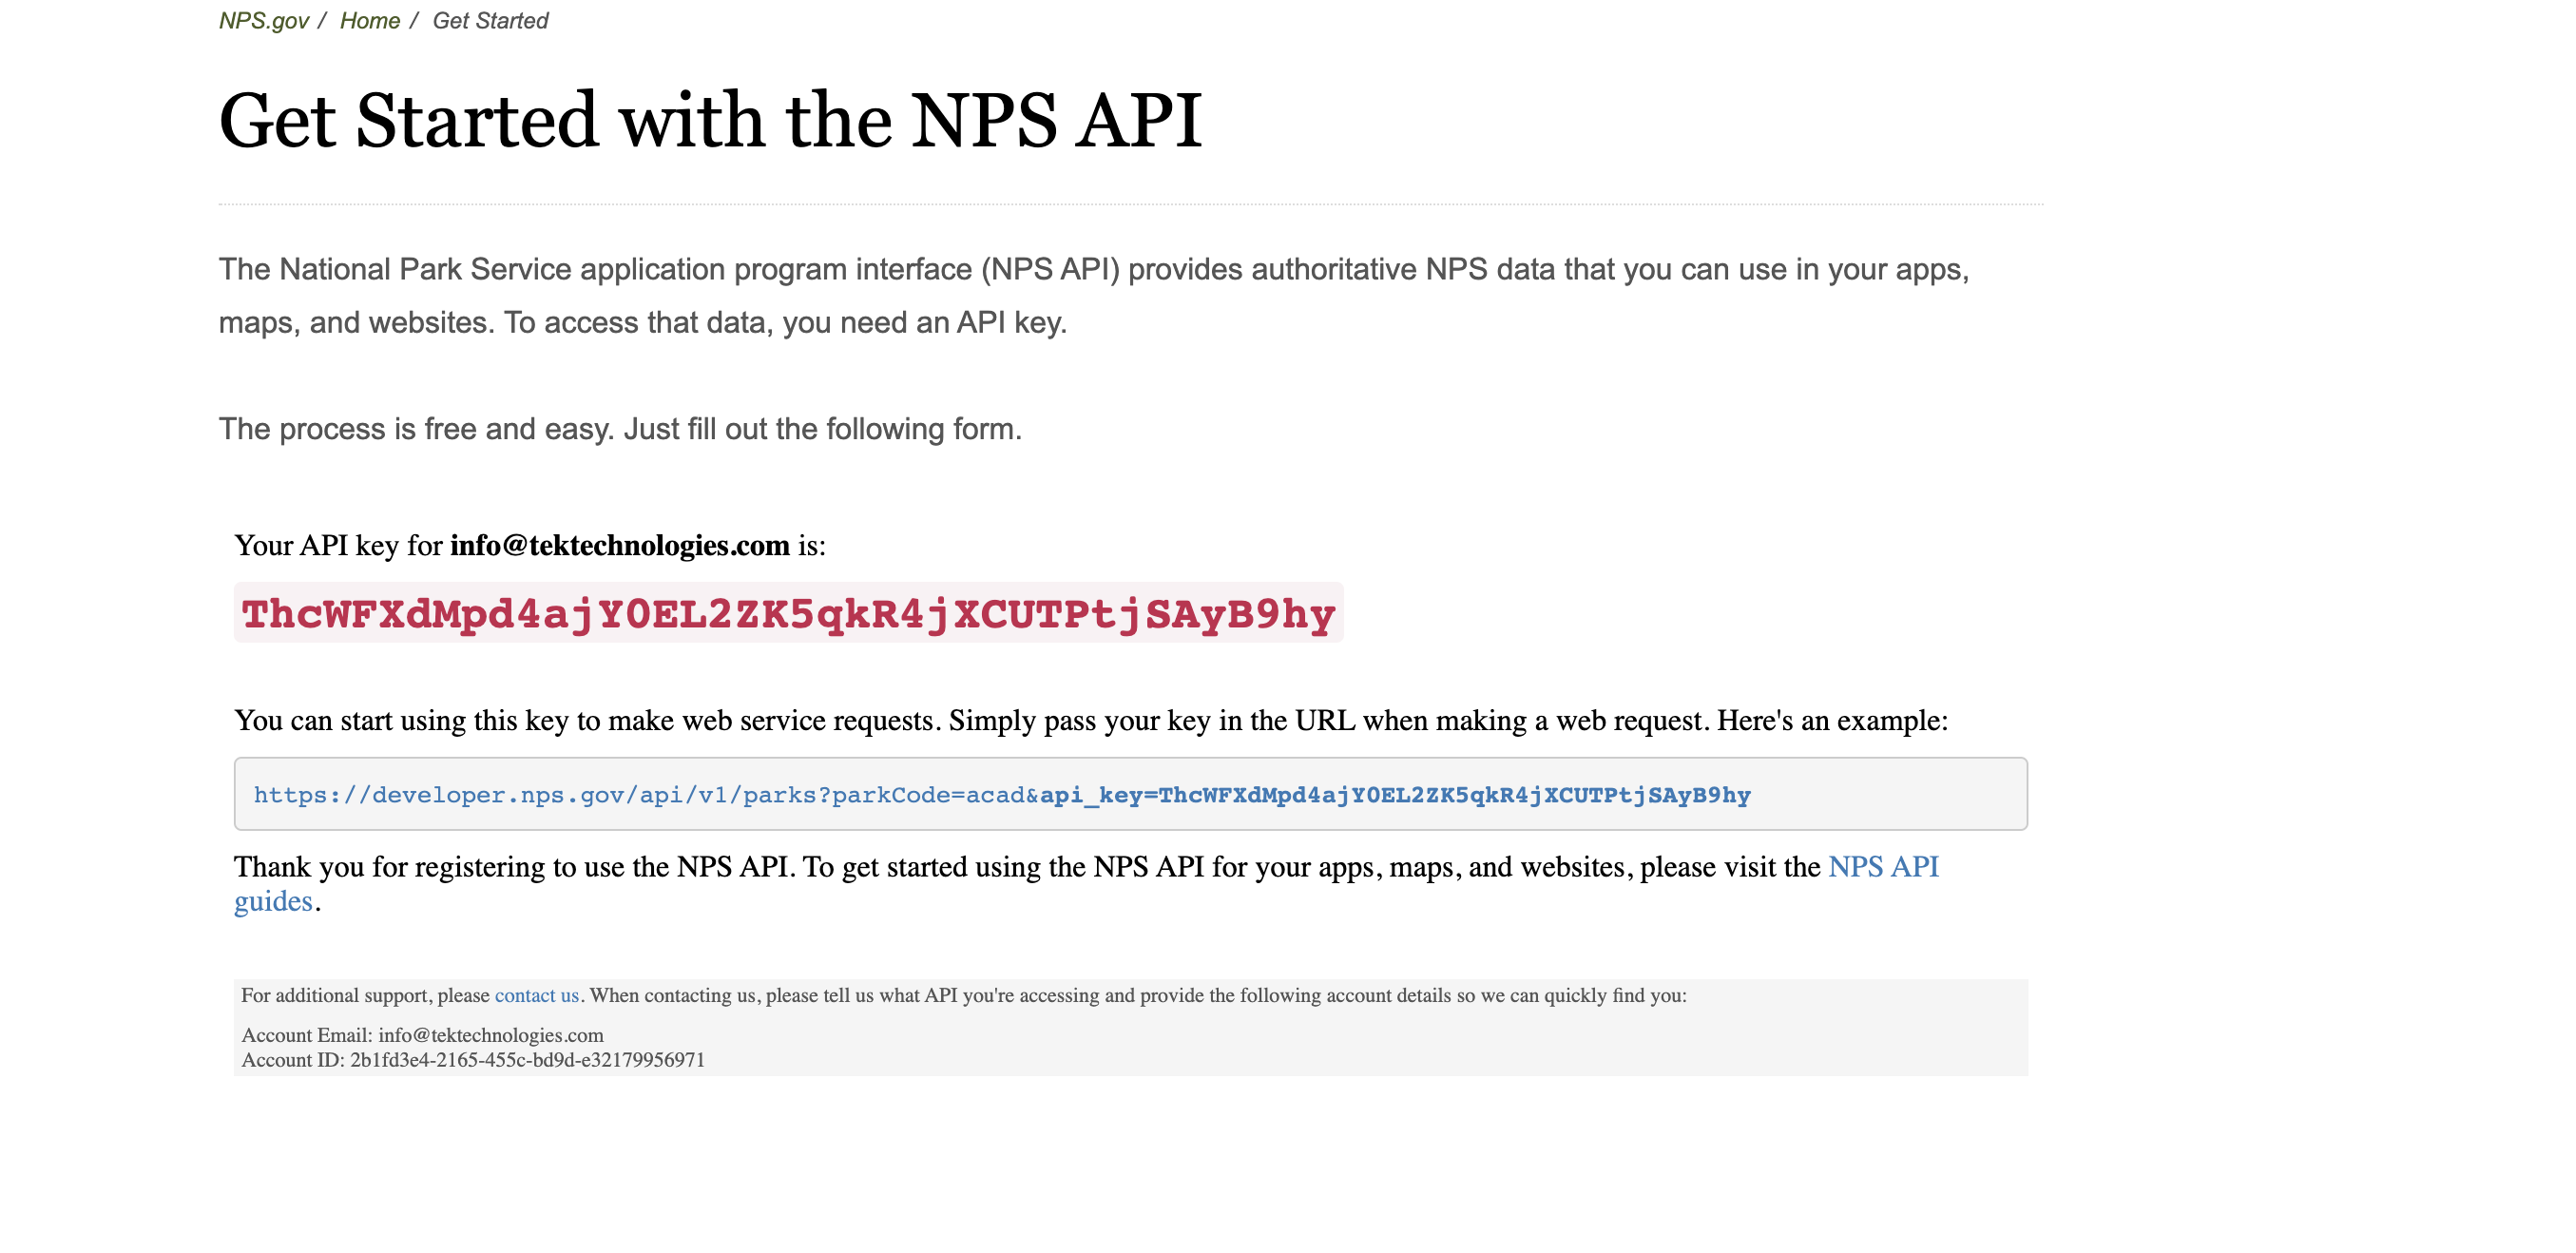 NPS.gov / Home / Get Started
Get Started with the NPS API
The National Park Service application program interface (NPS API) provides authoritative NPS data that you can use in your apps,
maps, and websites. To access that data, you need an API key.
The process is free and easy. Just fill out the following form.
Your API key for info@tektechnologies.com is:
ThcWFXdMpd4ajY0EL2ZK5qkR4jXCUTPtjSAyB9hy
You can start using this key to make web service requests. Simply pass your key in the URL when making a web request. Here's an example:
https://developer.nps.gov/api/v1/parks?parkCode=acad&api_key=ThcWFXdMpd4ajY0EL2ZK5qkR4jXCUTPtjSAyB9hy
Thank you for registering to use the NPS API. To get started using the NPS API for your apps, maps, and websites, please visit the NPS API
guides.
For additional support, please contact us. When contacting us, please tell us what API you're accessing and provide the following account details so we can quickly find you:
Account Email: info@tektechnologies.com
Account ID: 2b1fd3e4-2165-455c-bd9d-e32179956971